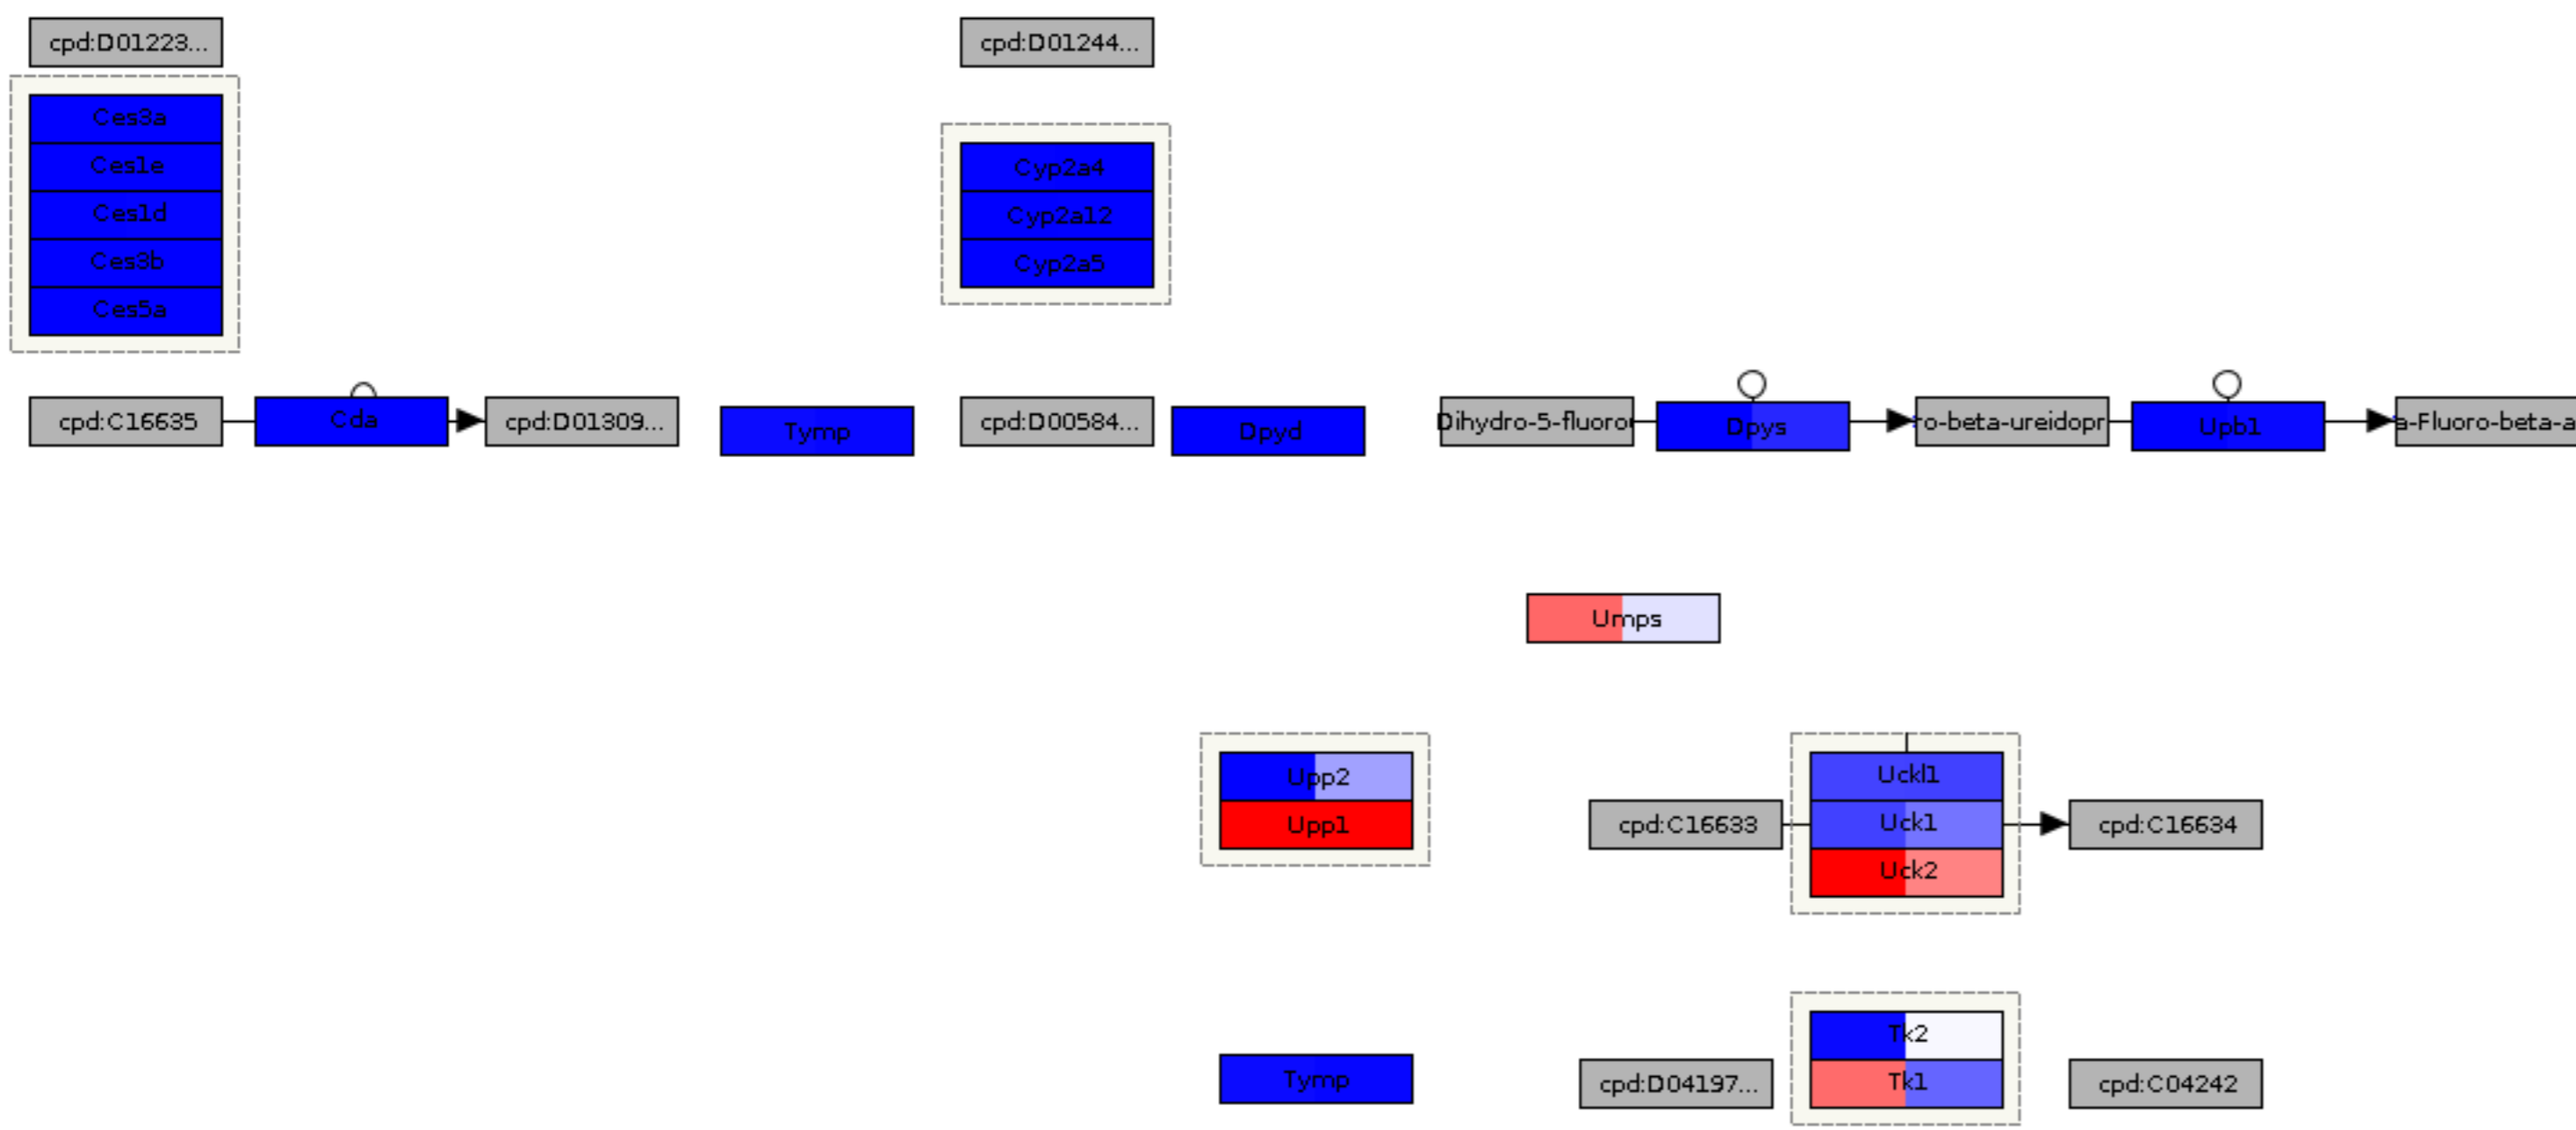 cpd:D01223...
cpd:D01244...
Ces3a
Ces1e
Ces1d
Ces3b
Ces5a
Cyp2a4
Cyp2a12
Cyp2a5
cpd:C16635
Cda
cpd:D01309...
Tymp
cpd:D00584...
Dpyd
Dihydro-5-fluoro
Dpys
ro-beta-ureidopr
Upb1
a-Fluoro-beta-a
Umps
Upp2
Upp1
cpd:C16633
Uckl1
Uck1
Uck2
cpd:C16634
Tymp
cpd:D04197...
Tk2
Tk1
cpd:C04242